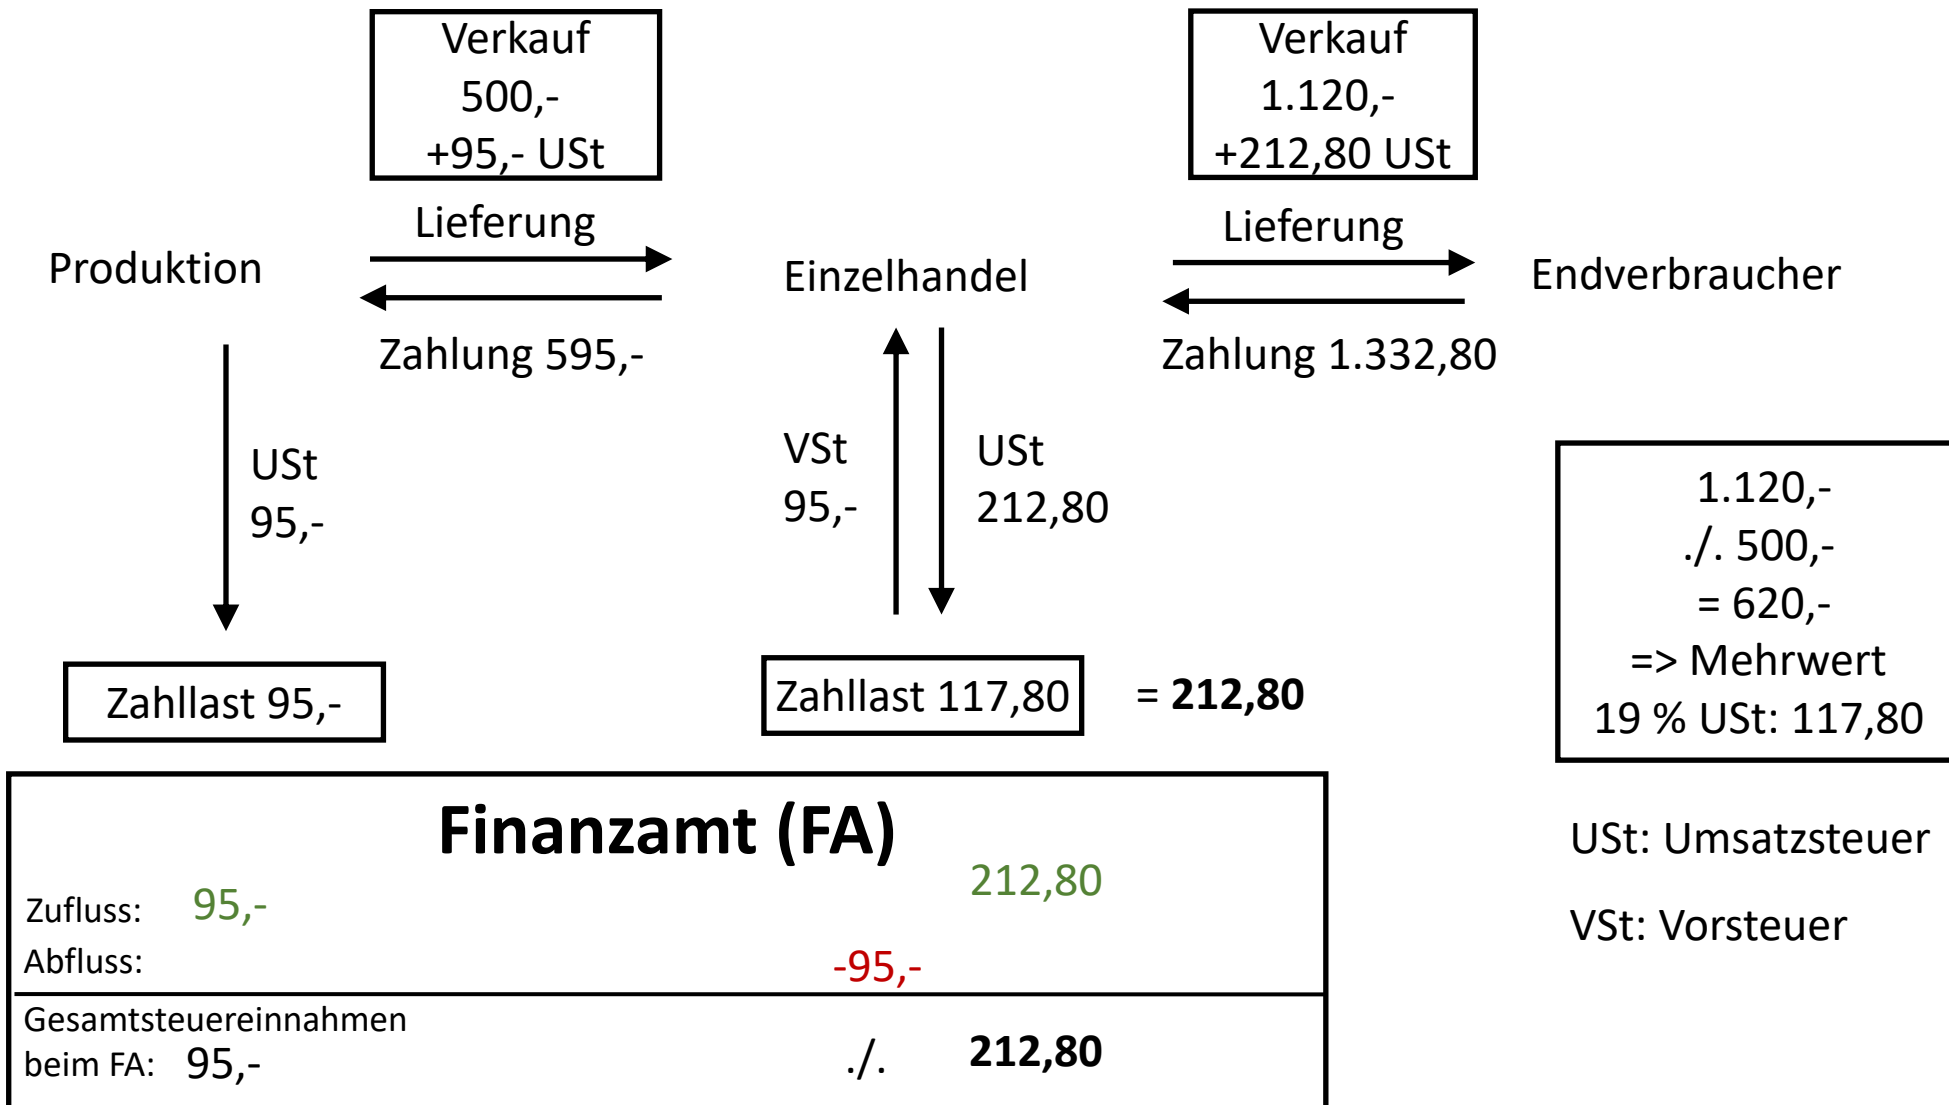 Verkauf
500,-
+95,- USt
Verkauf
1.120,-
+212,80 USt
Lieferung
Lieferung
Produktion
Einzelhandel
Endverbraucher
Zahlung 595,-
Zahlung 1.332,80
USt
95,-
VSt
95,-
USt
212,80
1.120,-
./. 500,-
= 620,-
=> Mehrwert
19 % USt: 117,80
Zahllast 95,-
Zahllast 117,80
= 212,80
Finanzamt (FA)
Zufluss: 95,- 212,80
Abfluss: -95,-
Gesamtsteuereinnahmen
beim FA: 95,- ./. 212,80
USt: Umsatzsteuer
VSt: Vorsteuer